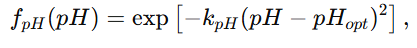 f_{pH}(pH) = exp [−k_{pH}(pH − pH_{opt})²] ,